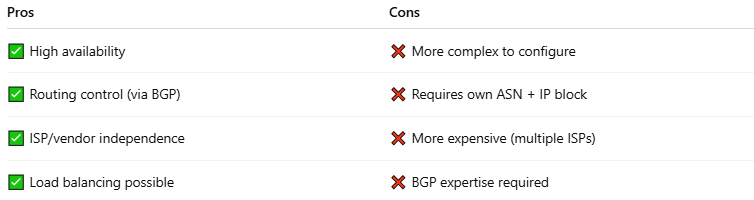 Pros Cons
✅ High availability ❌ More complex to configure
✅ Routing control (via BGP) ❌ Requires own ASN + IP block
✅ ISP/vendor independence ❌ More expensive (multiple ISPs)
✅ Load balancing possible ❌ BGP expertise required